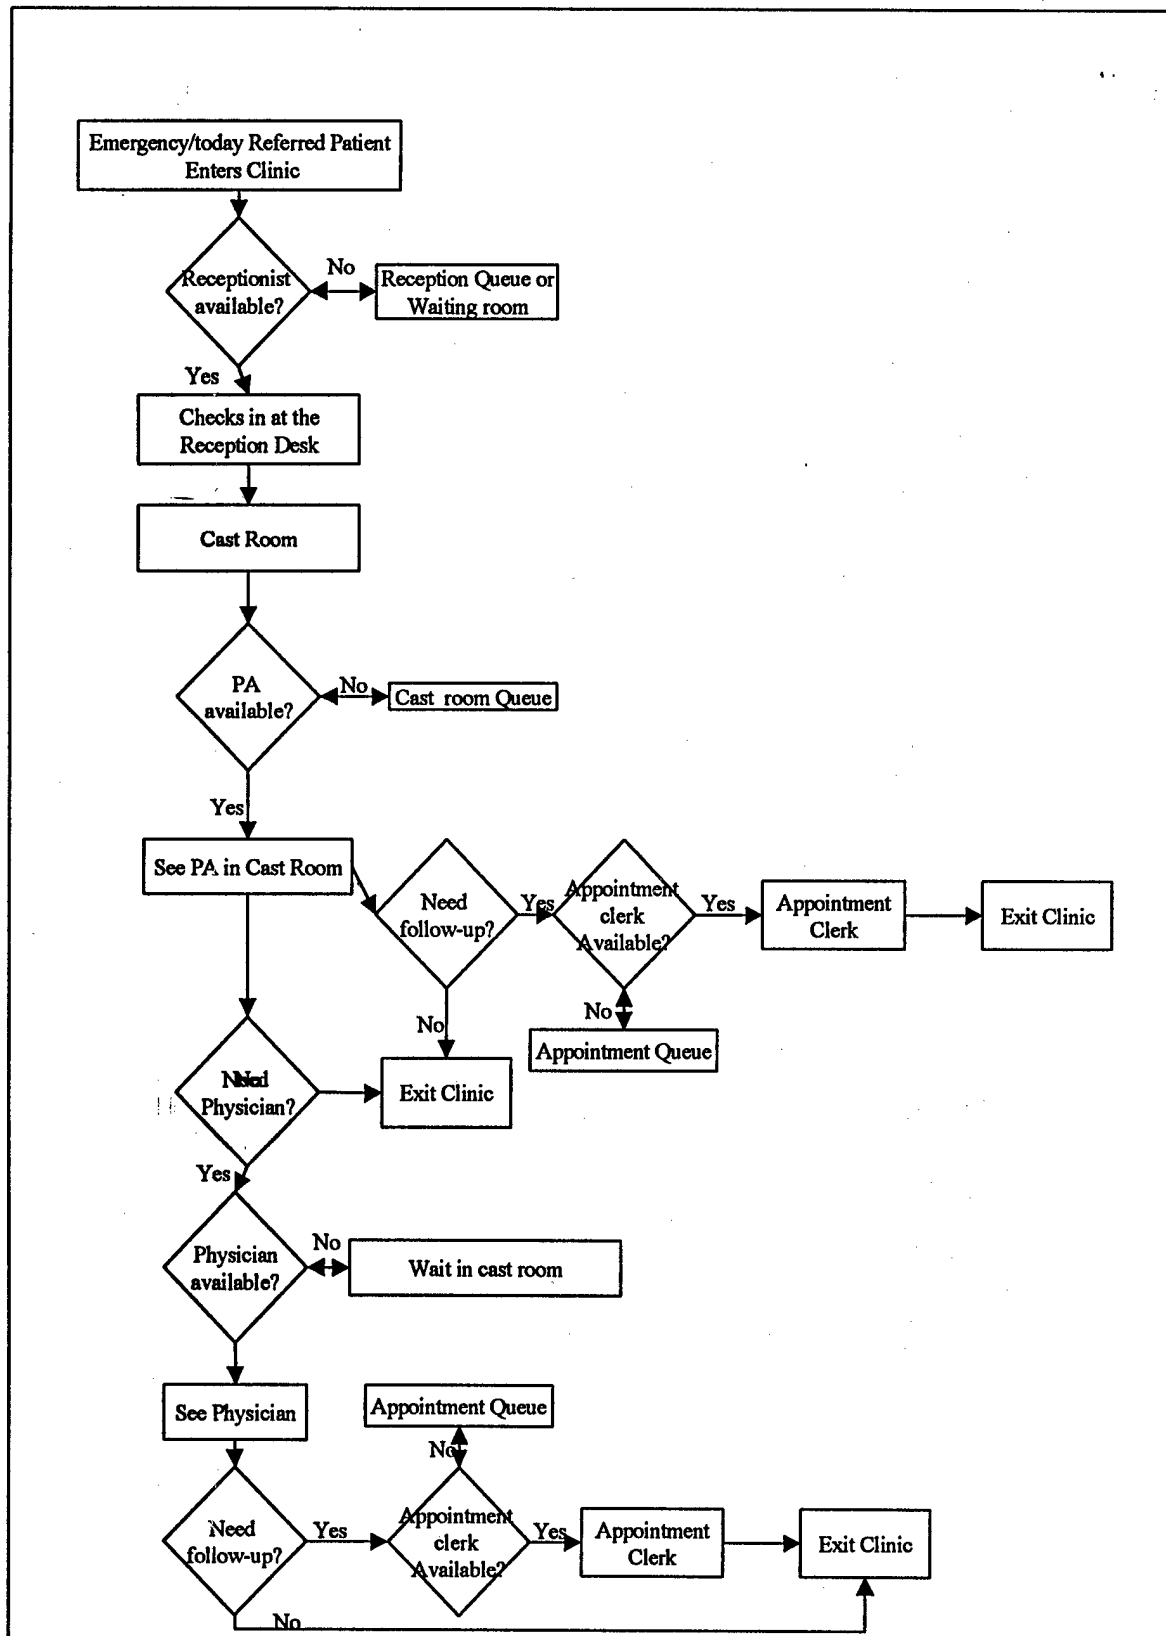 Emergency/today Referred Patient
Enters Clinic
Receptionist
available?
No
Reception Queue or
Waiting room
Yes
Checks in at the
Reception Desk
Cast Room
PA
available?
No
Cast room Queue
Yes
See PA in Cast Room
Need
follow-up?
Yes
Appointment
clerk
Available?
Yes
Appointment
Clerk
Exit Clinic
No
No
Appointment Queue
Exit Clinic
Physician?
Yes
Physician
available?
No
Wait in cast room
See Physician
Appointment Queue
No
Need
follow-up?
Yes
Appointment
clerk
Available?
Yes
Appointment
Clerk
Exit Clinic
No